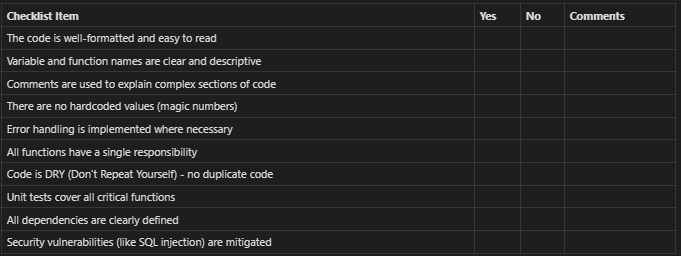 Checklist Item Yes No Comments
The code is well-formatted and easy to read
Variable and function names are clear and descriptive
Comments are used to explain complex sections of code
There are no hardcoded values (magic numbers)
Error handling is implemented where necessary
All functions have a single responsibility
Code is DRY (Don't Repeat Yourself) - no duplicate code
Unit tests cover all critical functions
All dependencies are clearly defined
Security vulnerabilities (like SQL injection) are mitigated